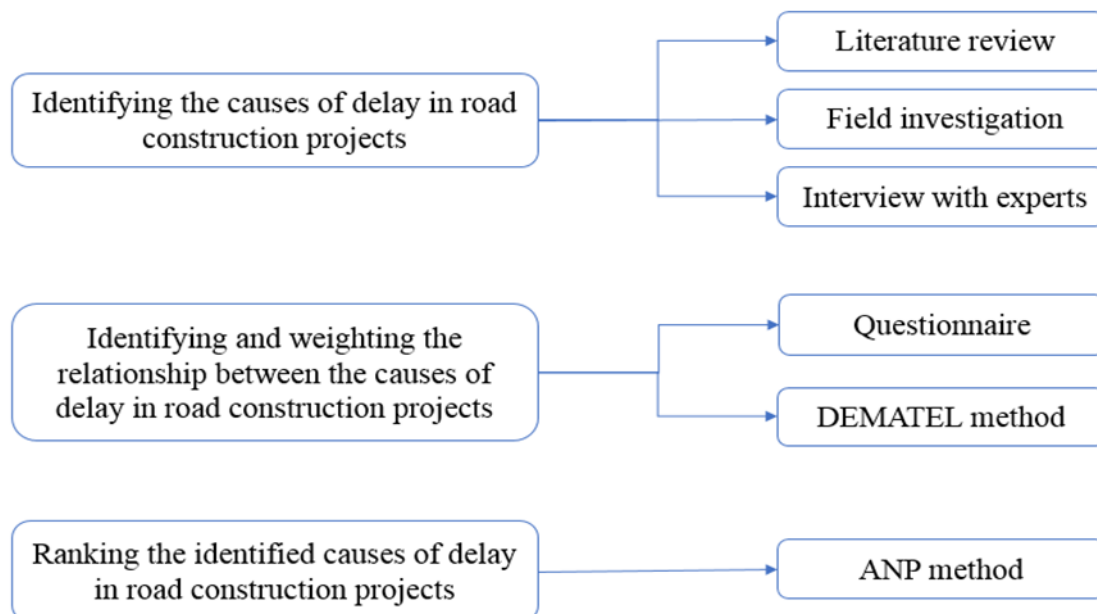 Identifying the causes of delay in road
construction projects
Literature review
Field investigation
Interview with experts
Identifying and weighting the
relationship between the causes of
delay in road construction projects
Questionnaire
DEMATEL method
Ranking the identified causes of delay
in road construction projects
ANP method